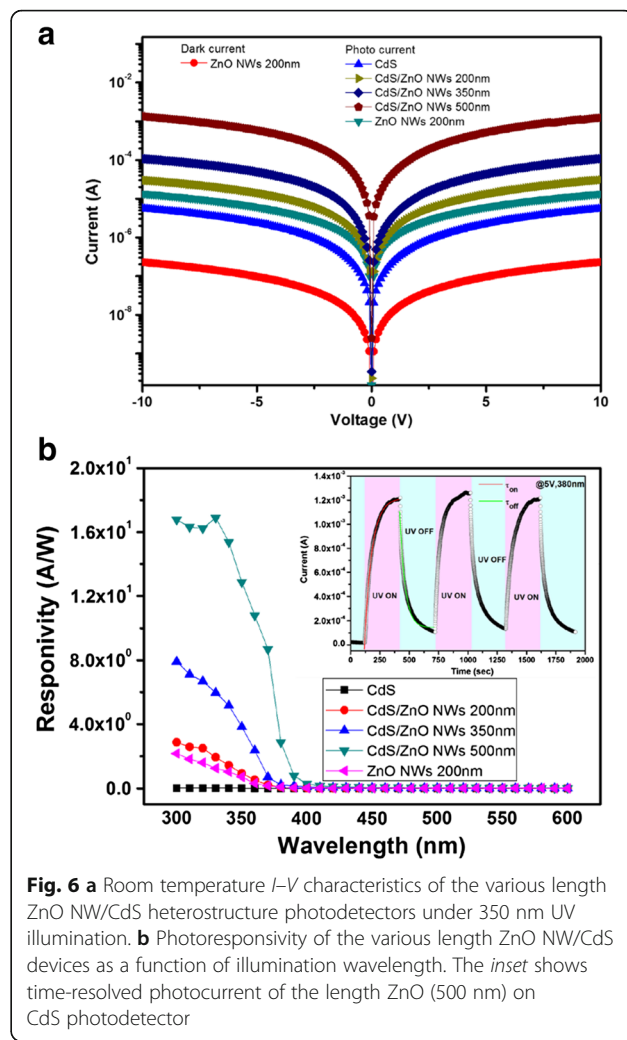 a
Dark current
ZnO NWs 200nm
Photo current
CdS
CdS/ZnO NWs 200nm
CdS/ZnO NWs 350nm
CdS/ZnO NWs 500nm
ZnO NWs 200nm
10⁻²
10⁻⁴
10⁻⁶
10⁻⁸
Current (A)
-10 -5 0 5 10
Voltage (V)
b
2.0x10¹
1.6x10¹
1.2x10¹
8.0x10⁰
4.0x10⁰
0.0
Responivity (A/W)
300 350 400 450 500 550 600
Wavelength (nm)
1.4x10⁻³
1.2x10⁻³
1.0x10⁻³
8.0x10⁻⁴
6.0x10⁻⁴
4.0x10⁻⁴
2.0x10⁻⁴
0.0
Current (A)
τon
τoff
@5V,380nm
UV OFF
UV OFF
UV ON
UV ON
UV ON
0 250 500 750 1000 1250 1500 1750 2000
Time (sec)
CdS
CdS/ZnO NWs 200nm
CdS/ZnO NWs 350nm
CdS/ZnO NWs 500nm
ZnO NWs 200nm
Fig. 6 a Room temperature I–V characteristics of the various length
ZnO NW/CdS heterostructure photodetectors under 350 nm UV
illumination. b Photoresponsivity of the various length ZnO NW/CdS
devices as a function of illumination wavelength. The inset shows
time-resolved photocurrent of the length ZnO (500 nm) on
CdS photodetector